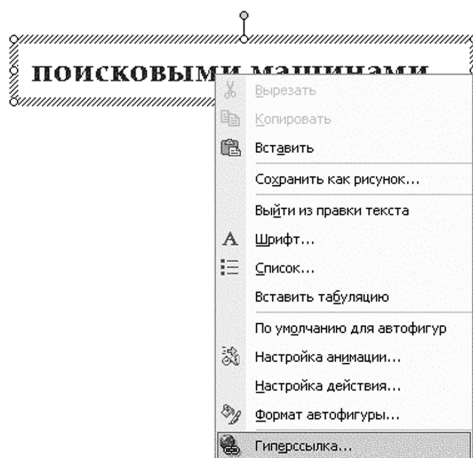 поисковыми машинами
Вырезать
Копировать
Вставить
Сохранить как рисунок...
Выйти из правки текста
Шрифт...
Список...
Вставить табуляцию
По умолчанию для автофигур
Настройка анимации...
Настройка действия...
Формат автофигуры...
Гиперссылка...